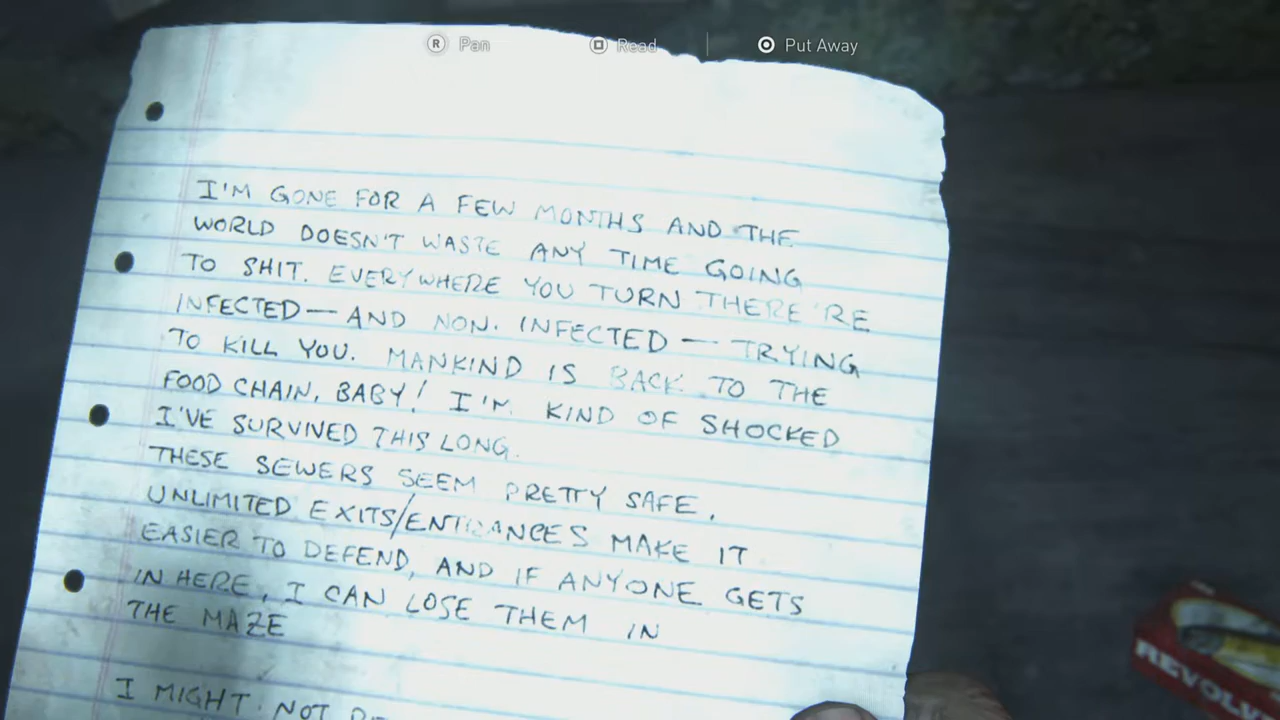 R Pan Read Put Away
I'M GONE FOR A FEW MONTHS AND THE
WORLD DOESN'T WASTE ANY TIME GOING
TO SHIT. EVERYWHERE YOU TURN THERE'RE
INFECTED — AND NON. INFECTED — TRYING
TO KILL YOU. MANKIND IS BACK TO THE
FOOD CHAIN, BABY! I'M KIND OF SHOCKED
I'VE SURVIVED THIS LONG.
THESE SEWERS SEEM PRETTY SAFE.
UNLIMITED EXITS/ENTRANCES MAKE IT
EASIER TO DEFEND, AND IF ANYONE GETS
IN HERE, I CAN LOSE THEM IN
THE MAZE
I MIGHT NOT
REVOLV